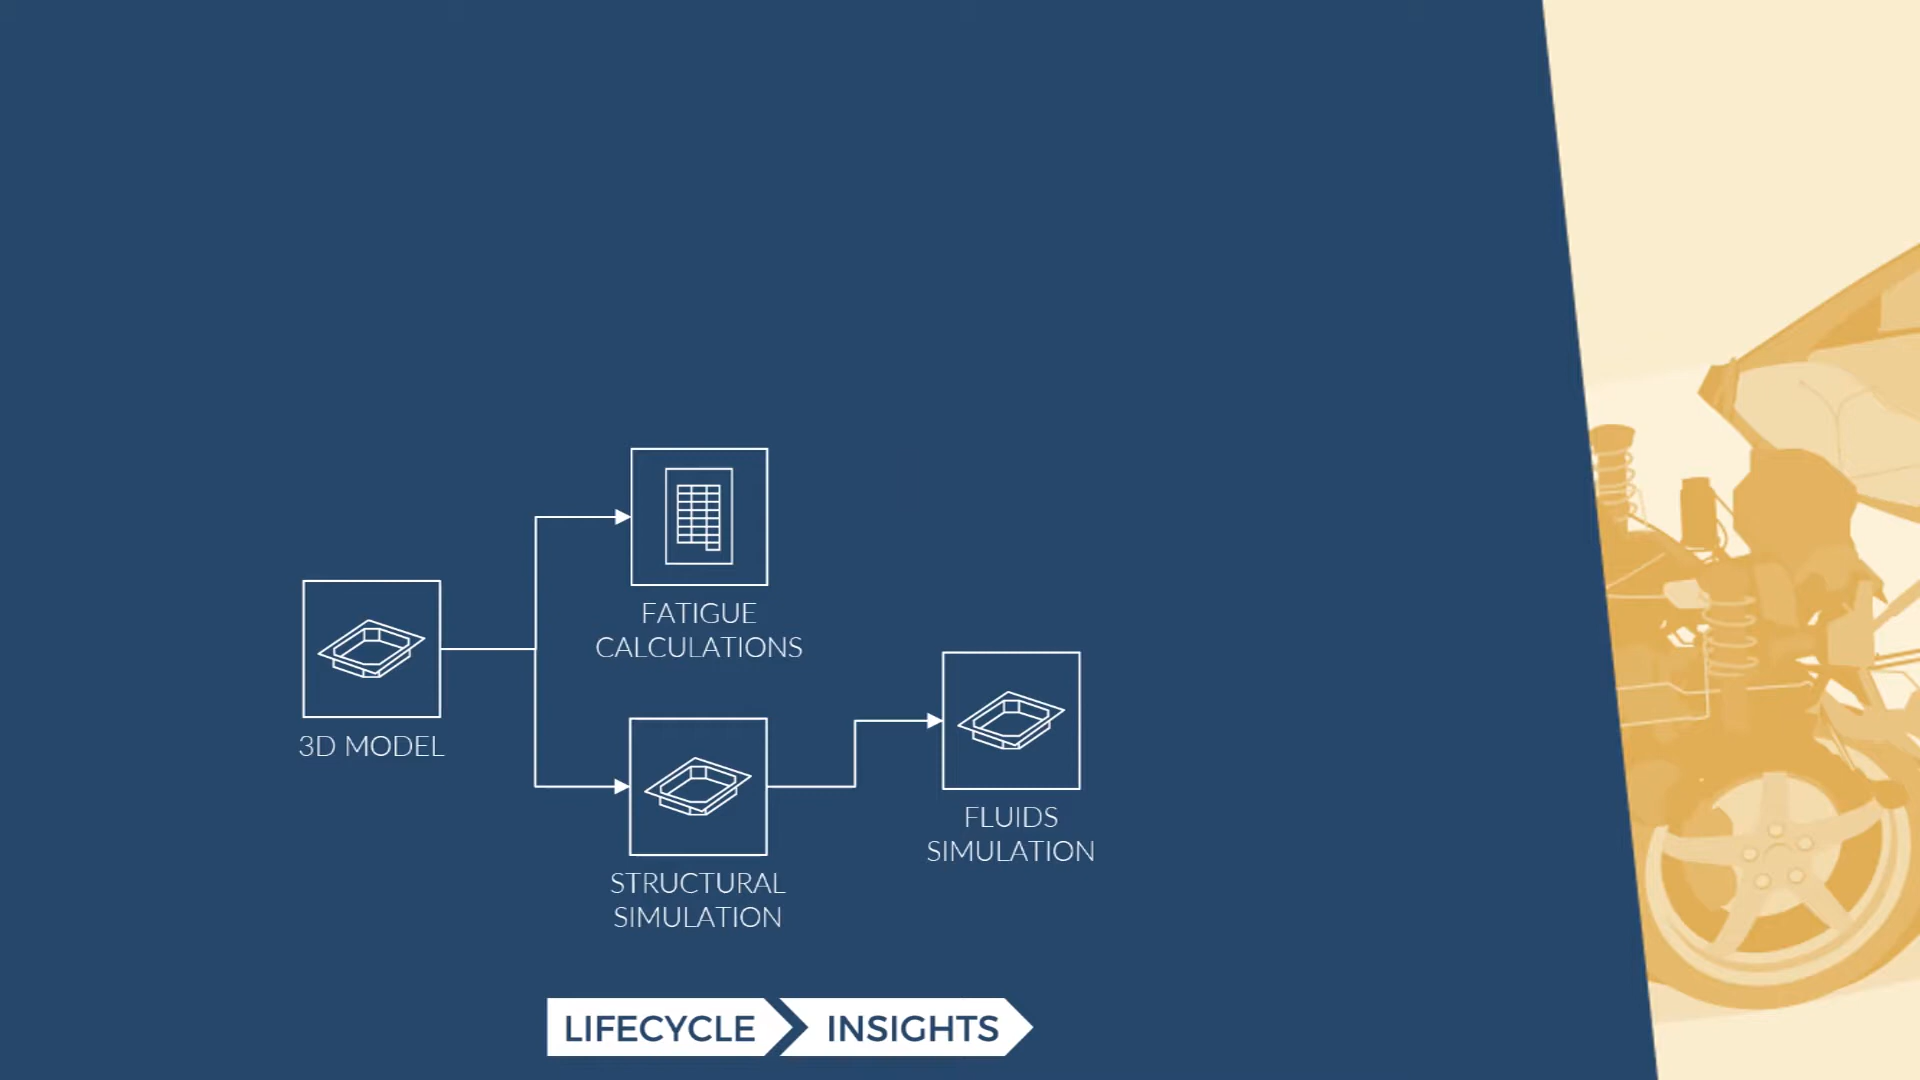 FATIGUE
CALCULATIONS
3D MODEL
FLUIDS
SIMULATION
STRUCTURAL
SIMULATION
LIFECYCLE INSIGHTS